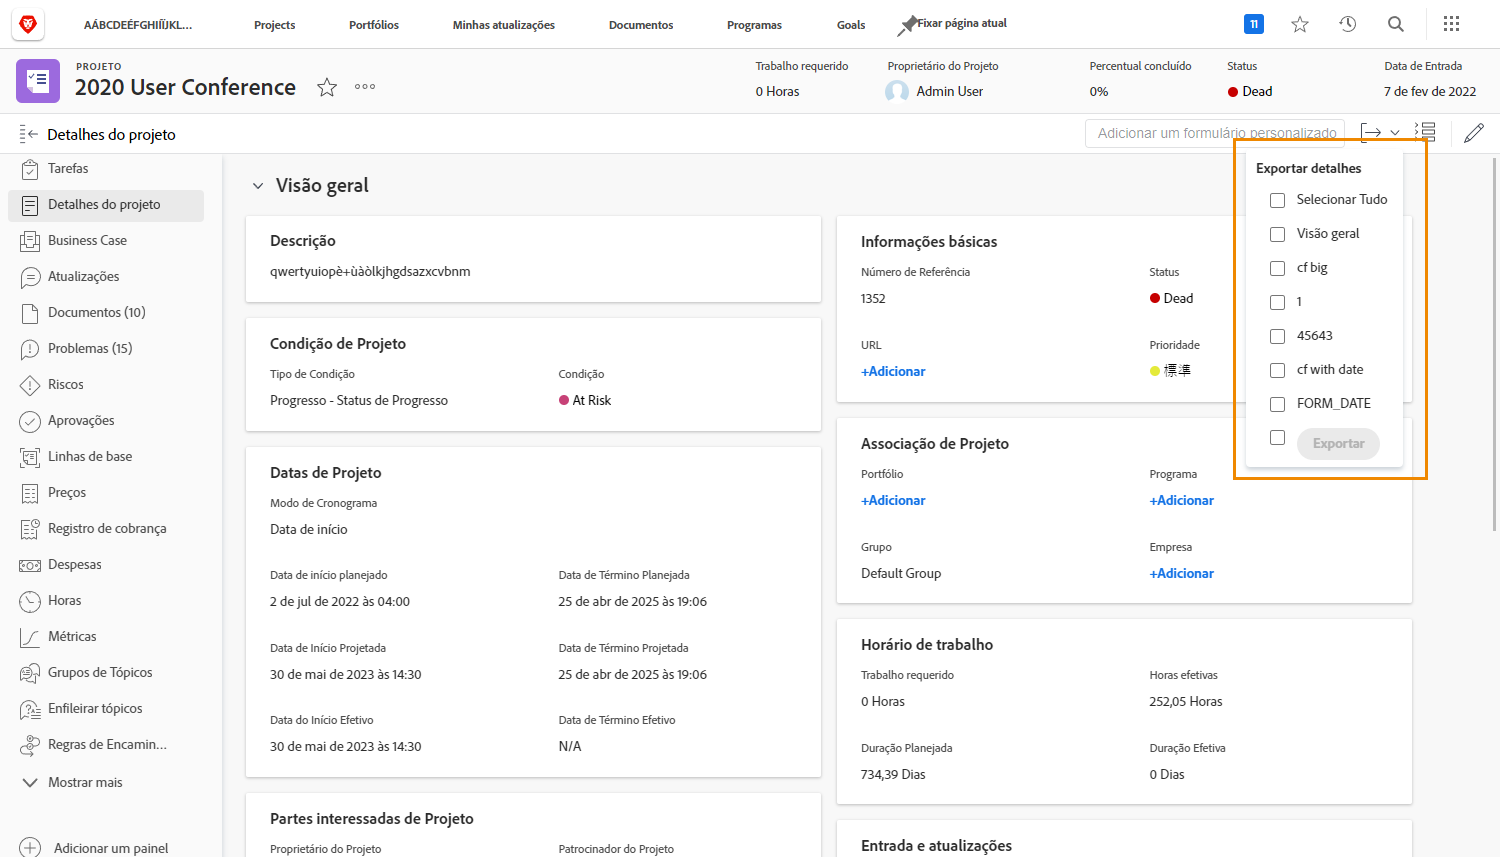 AÁBCDEÉFGHIÍÏJKL...
Projects
Portfólios
Minhas atualizações
Documentos
Programas
Goals
Fixar página atual
11
PROJETO
2020 User Conference
Trabalho requerido
0 Horas
Proprietário do Projeto
Admin User
Percentual concluído
0%
Status
Dead
Data de Entrada
7 de fev de 2022
Detalhes do projeto
Adicionar um formulário personalizado
Tarefas
Detalhes do projeto
Business Case
Atualizações
Documentos (10)
Problemas (15)
Riscos
Aprovações
Linhas de base
Preços
Registro de cobrança
Despesas
Horas
Métricas
Grupos de Tópicos
Enfileirar tópicos
Regras de Encamin...
Mostrar mais
Adicionar um painel
Visão geral
Descrição
qwertyuiopè+ùàòlkjhgdsazxcvbnm
Condição de Projeto
Tipo de Condição
Progresso - Status de Progresso
Condição
At Risk
Datas de Projeto
Modo de Cronograma
Data de início
Data de início planejado
2 de jul de 2022 às 04:00
Data de Término Planejada
25 de abr de 2025 às 19:06
Data de Início Projetada
30 de mai de 2023 às 14:30
Data de Término Projetada
25 de abr de 2025 às 19:06
Data do Início Efetivo
30 de mai de 2023 às 14:30
Data de Término Efetivo
N/A
Partes interessadas de Projeto
Proprietário do Projeto
Patrocinador do Projeto
Informações básicas
Número de Referência
1352
Status
Dead
URL
+Adicionar
Prioridade
標準
Associação de Projeto
Portfólio
+Adicionar
Programa
+Adicionar
Grupo
Default Group
Empresa
+Adicionar
Horário de trabalho
Trabalho requerido
0 Horas
Horas efetivas
252,05 Horas
Duração Planejada
734,39 Dias
Duração Efetiva
0 Dias
Entrada e atualizações
Exportar detalhes
Selecionar Tudo
Visão geral
cf big
1
45643
cf with date
FORM_DATE
Exportar